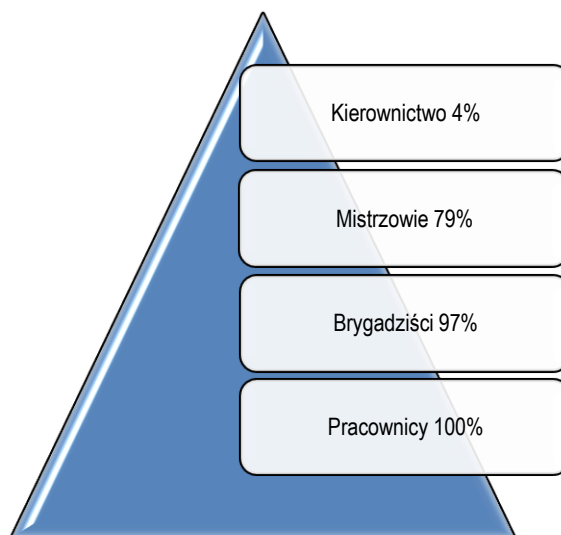 Kierownictwo 4%
Mistrzowie 79%
Brygadziści 97%
Pracownicy 100%